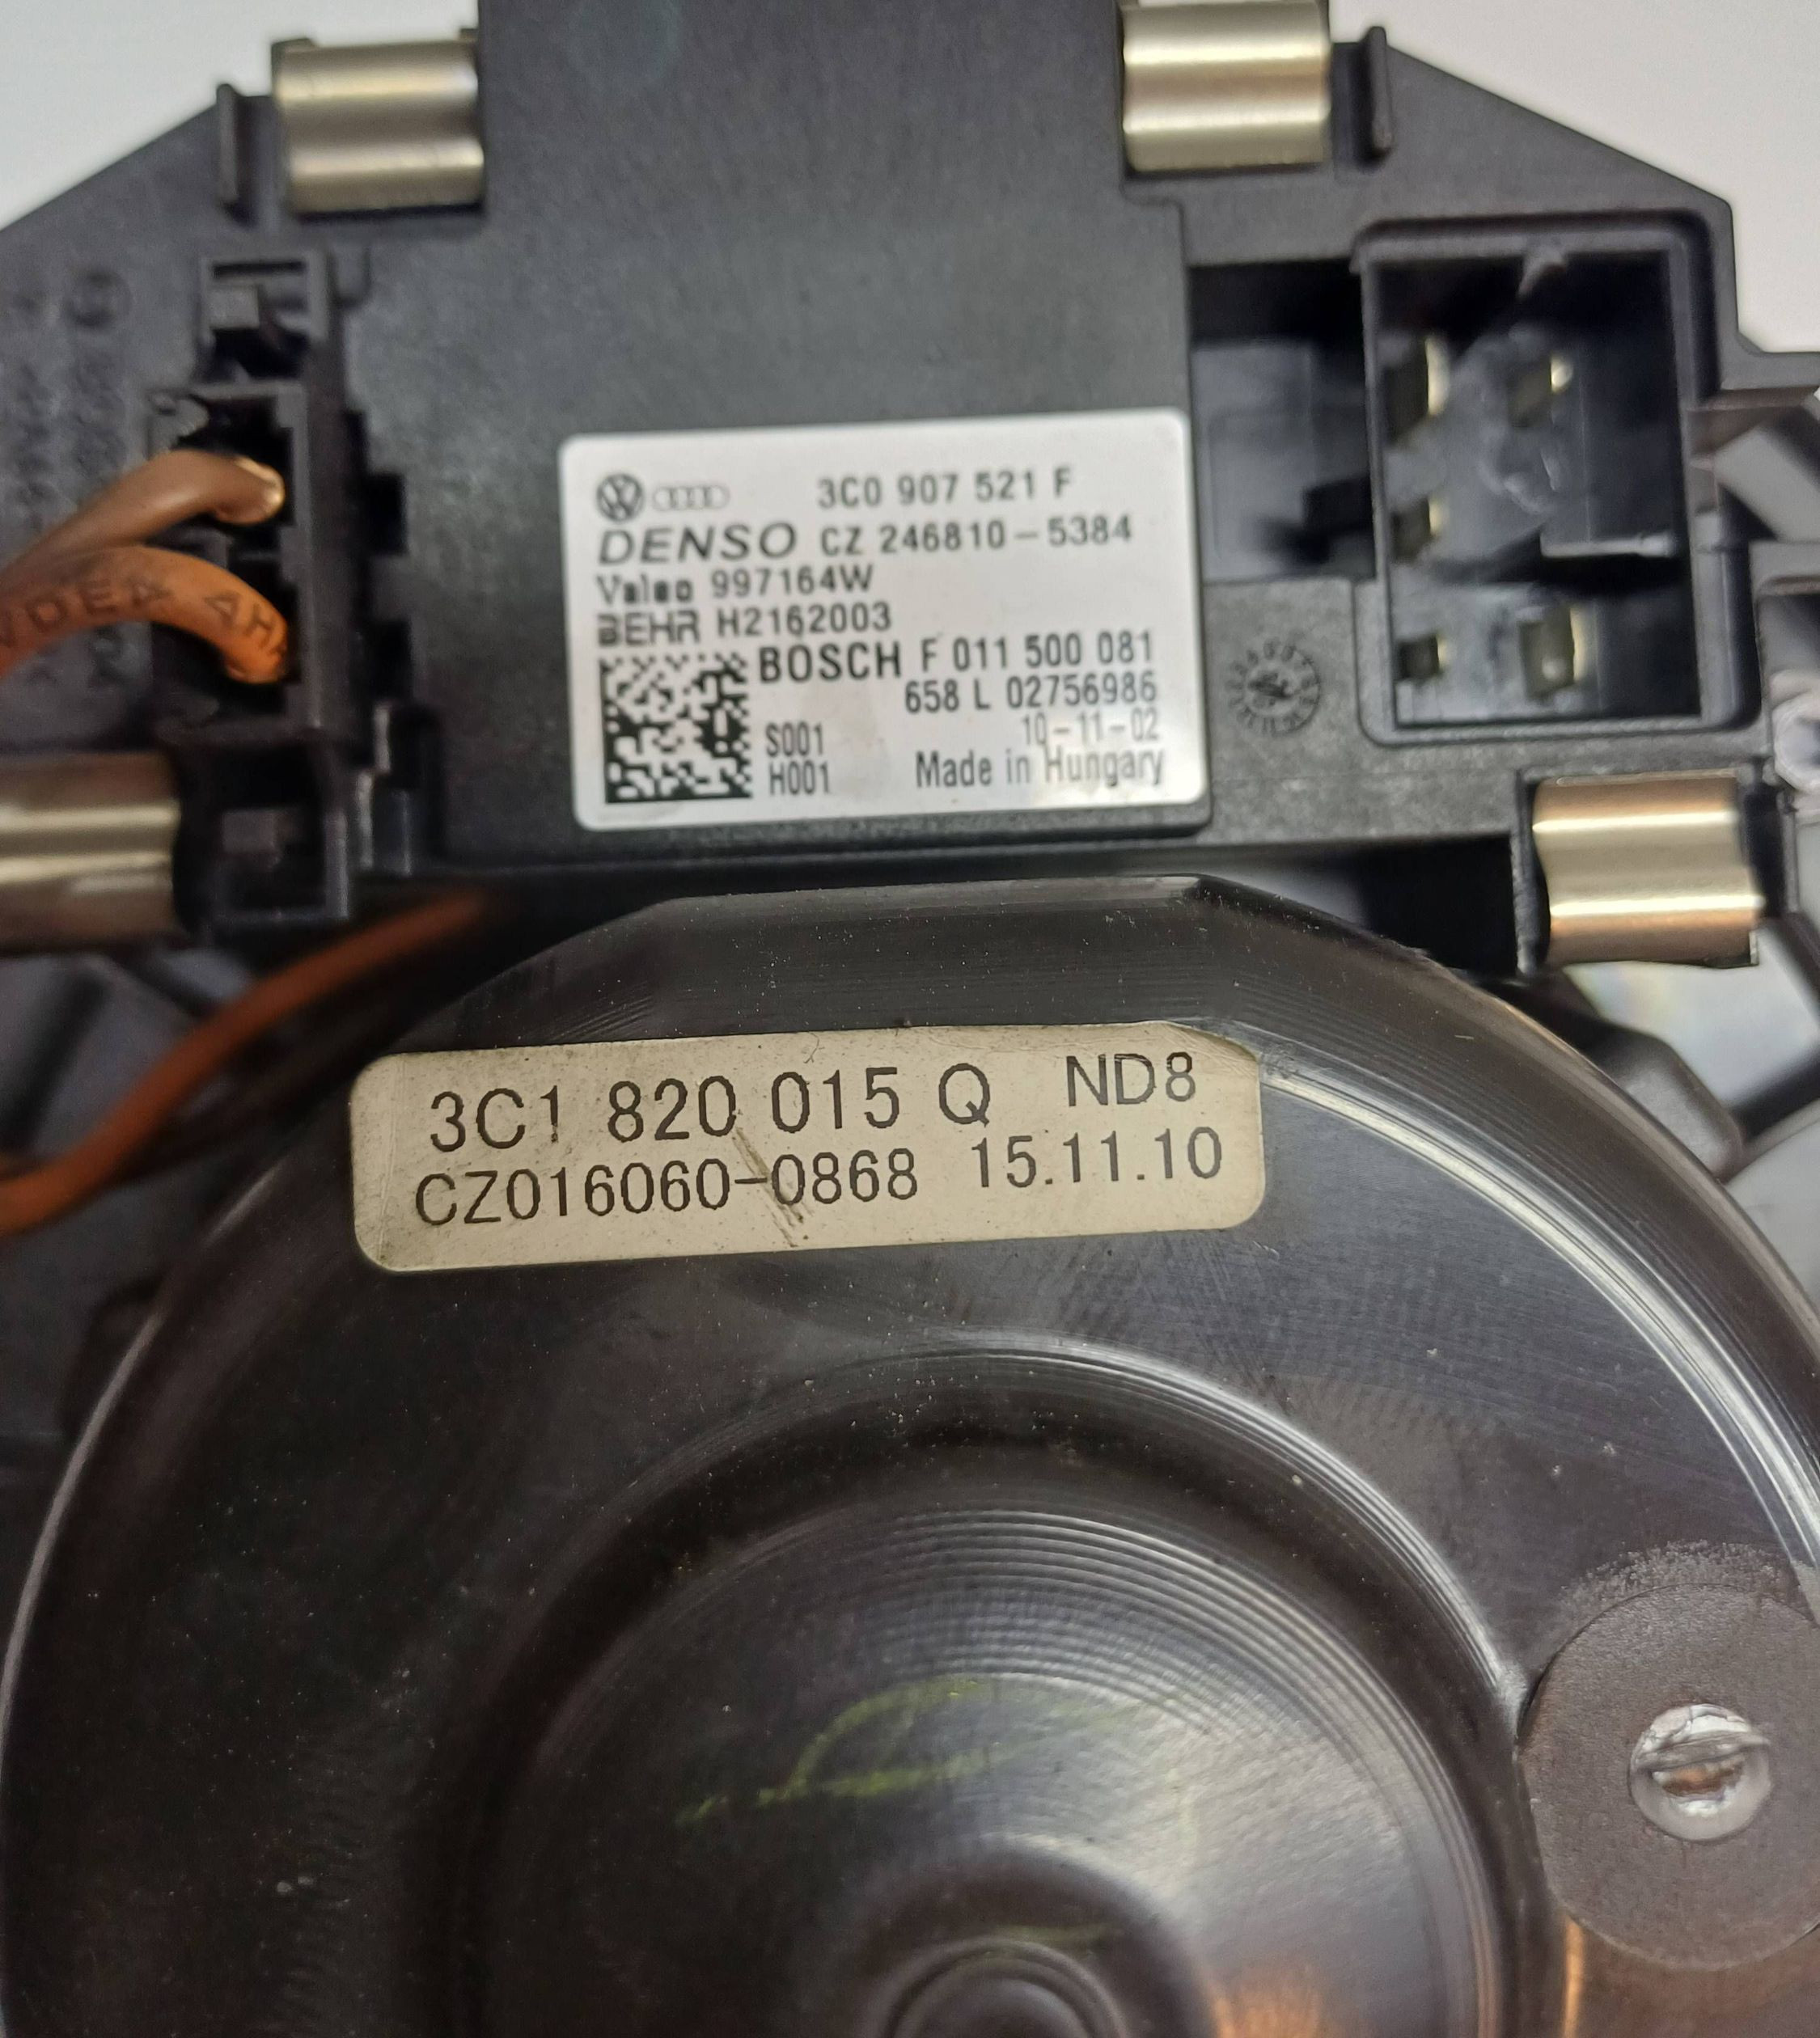 3C0 907 521 F
DENSO CZ 246810-5384
Valeo 997164W
BEHR H2162003
BOSCH F 011 500 081
658 L 02756986
S001 10-11-02
H001 Made in Hungary
3C1 820 015 Q ND8
CZ016060-0868 15.11.10